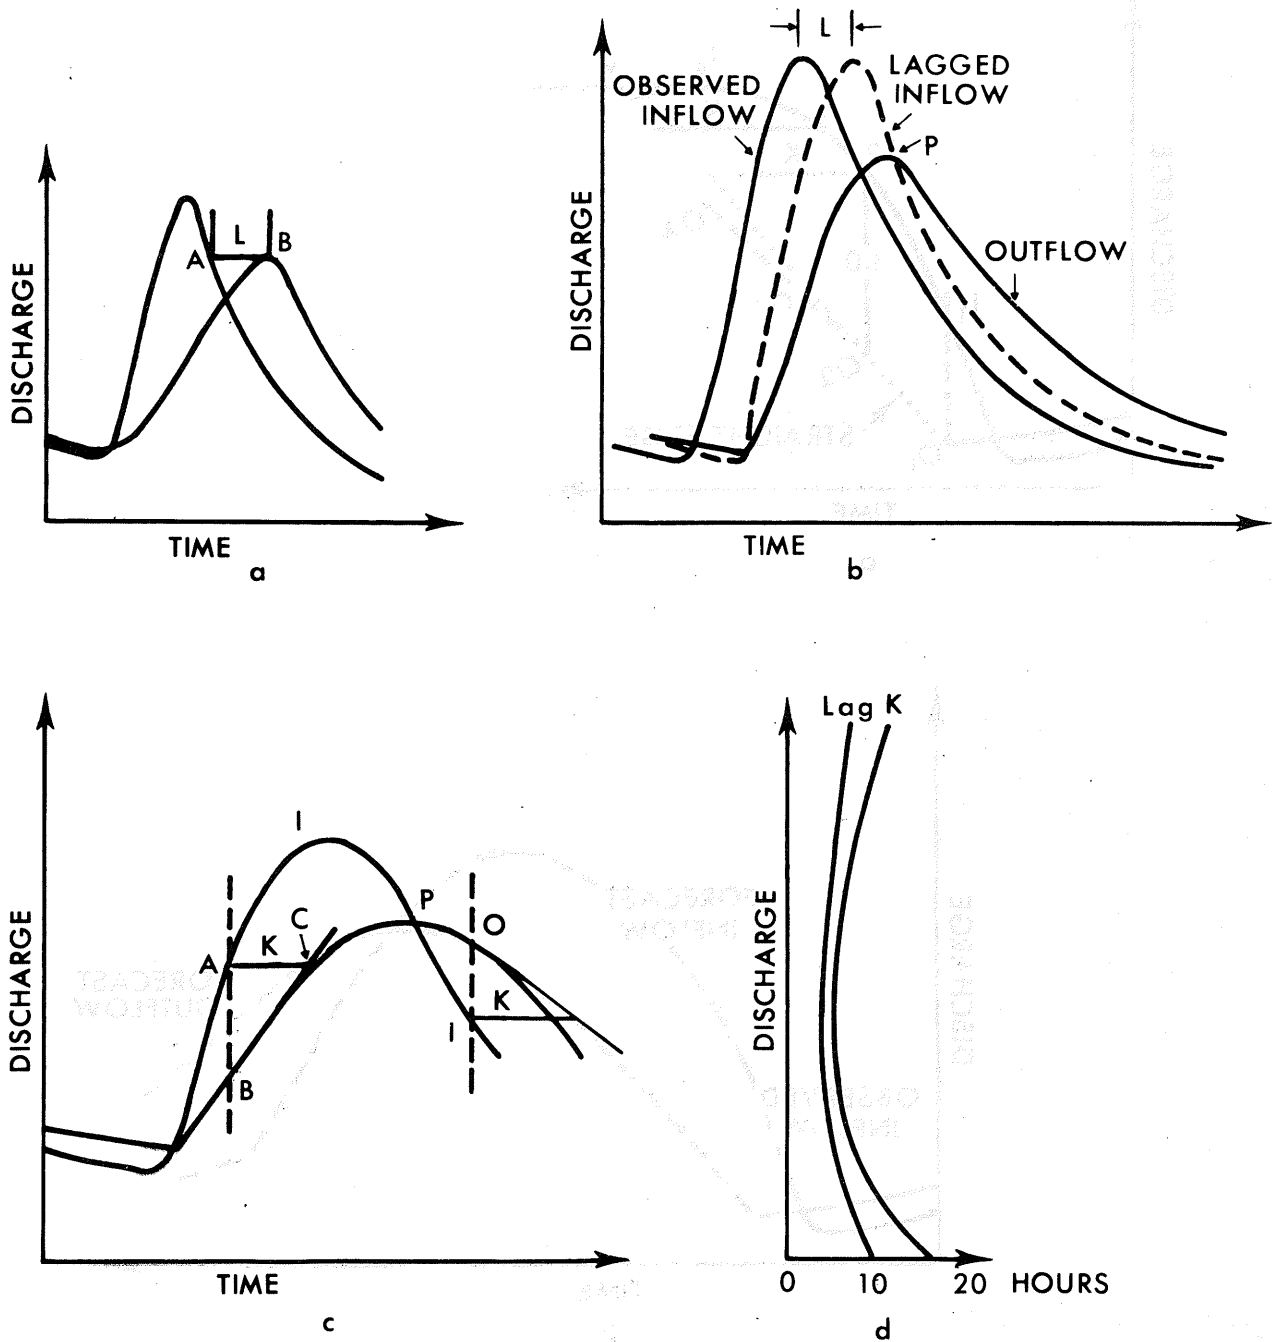 DISCHARGE
A
L
B
TIME
a
L
OBSERVED
INFLOW
LAGGED
INFLOW
P
OUTFLOW
DISCHARGE
TIME
b
I
A
K
C
B
P
O
K
I
DISCHARGE
TIME
c
Lag K
DISCHARGE
0 10 20 HOURS
d